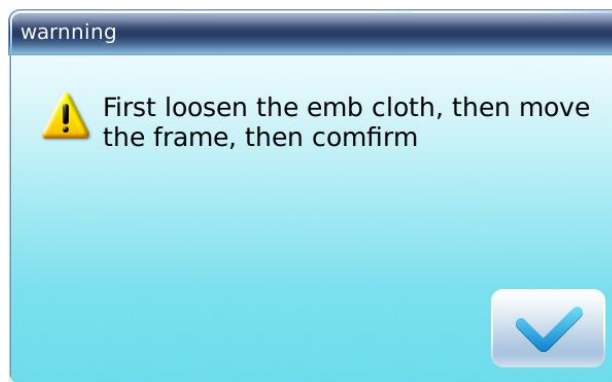 warnning
First loosen the emb cloth, then move
the frame, then comfirm